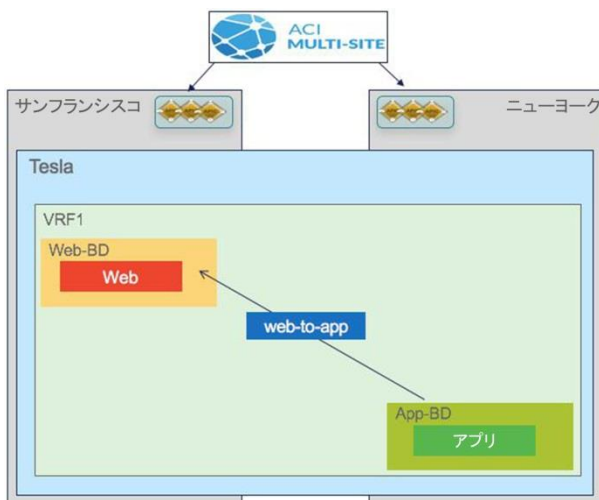 ACI
MULTI-SITE
サンフランシスコ
ニューヨーク
Tesla
VRF1
Web-BD
Web
web-to-app
App-BD
アプリ